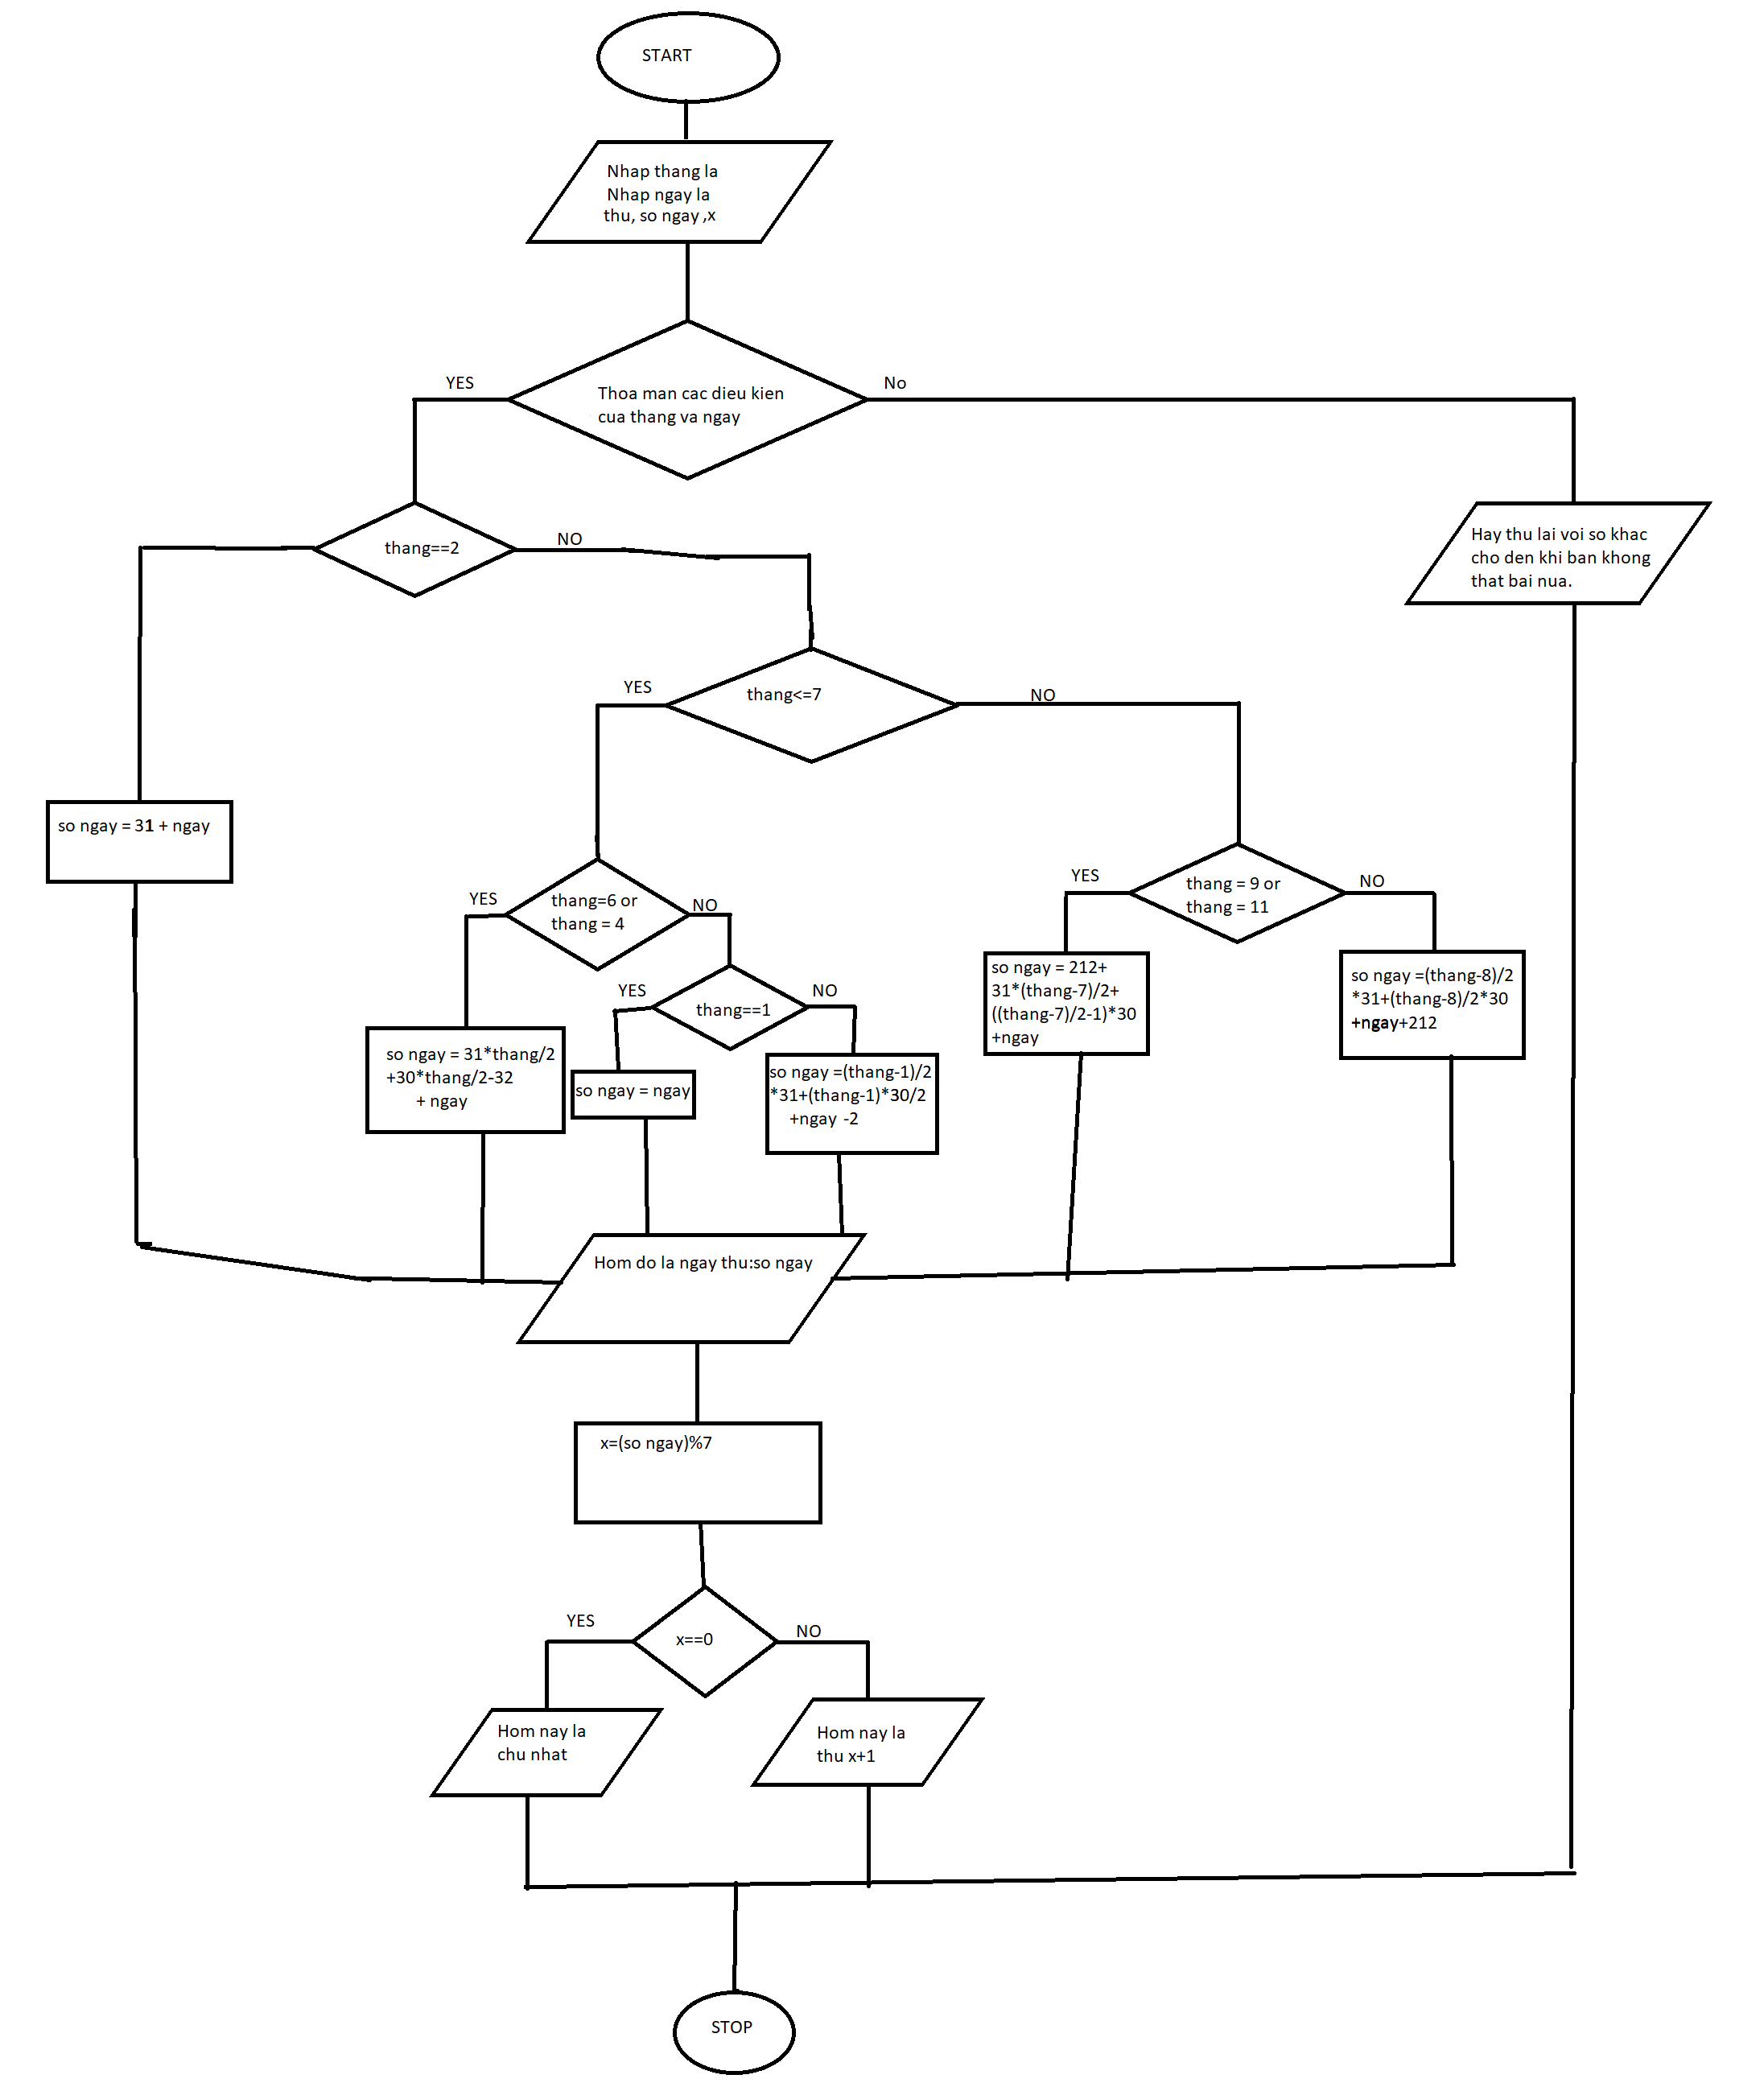 START
Nhap thang la
Nhap ngay la
thu, so ngay ,x
YES
No
Thoa man cac dieu kien
cua thang va ngay
thang==2
NO
Hay thu lai voi so khac
cho den khi ban khong
that bai nua.
YES
thang<=7
NO
so ngay = 31 + ngay
YES
thang=6 or
thang = 4
NO
YES
thang = 9 or
thang = 11
NO
YES
thang==1
NO
so ngay = 212+
31*(thang-7)/2+
((thang-7)/2-1)*30
+ngay
so ngay =(thang-8)/2
*31+(thang-8)/2*30
+ngay+212
so ngay = 31*thang/2
+30*thang/2-32
+ ngay
so ngay = ngay
so ngay =(thang-1)/2
*31+(thang-1)*30/2
+ngay -2
Hom do la ngay thu:so ngay
x=(so ngay)%7
YES
x==0
NO
Hom nay la
chu nhat
Hom nay la
thu x+1
STOP